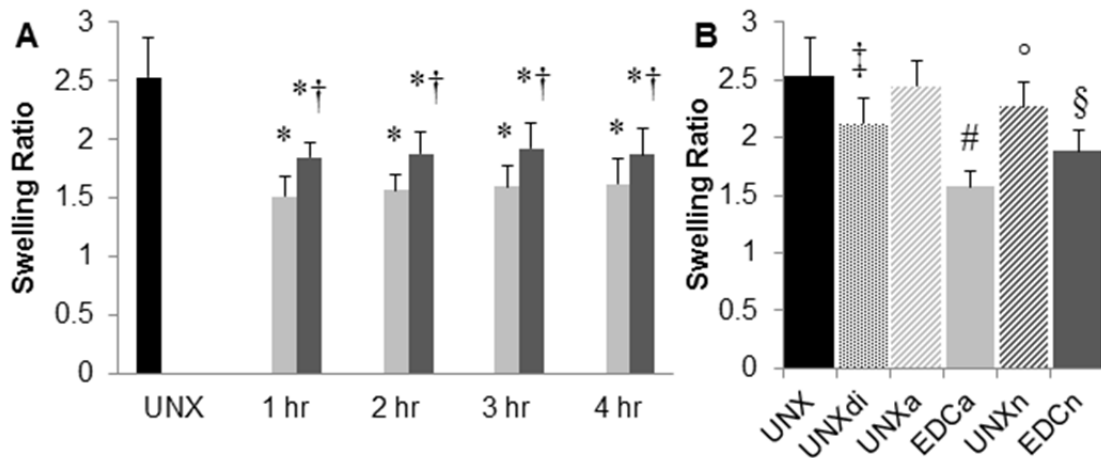 A
Swelling Ratio
3
2.5
2
1.5
1
0.5
0
*†
*†
*†
*†
*
*
*
*
UNX
1 hr
2 hr
3 hr
4 hr
B
Swelling Ratio
3
2.5
2
1.5
1
0.5
0
‡
#
°
§
UNX
UNXdi
UNXa
EDCa
UNXn
EDCn